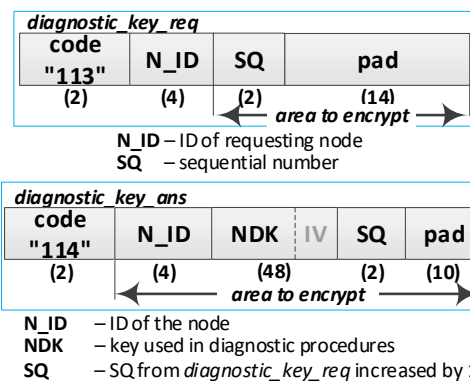 diagnostic_key_req
code "113" N_ID SQ pad
(2) (4) (2) (14)
area to encrypt
N_ID – ID of requesting node
SQ – sequential number
diagnostic_key_ans
code "114" N_ID NDK IV SQ pad
(2) (4) (48) (2) (10)
area to encrypt
N_ID – ID of the node
NDK – key used in diagnostic procedures
SQ – SQ from diagnostic_key_req increased by